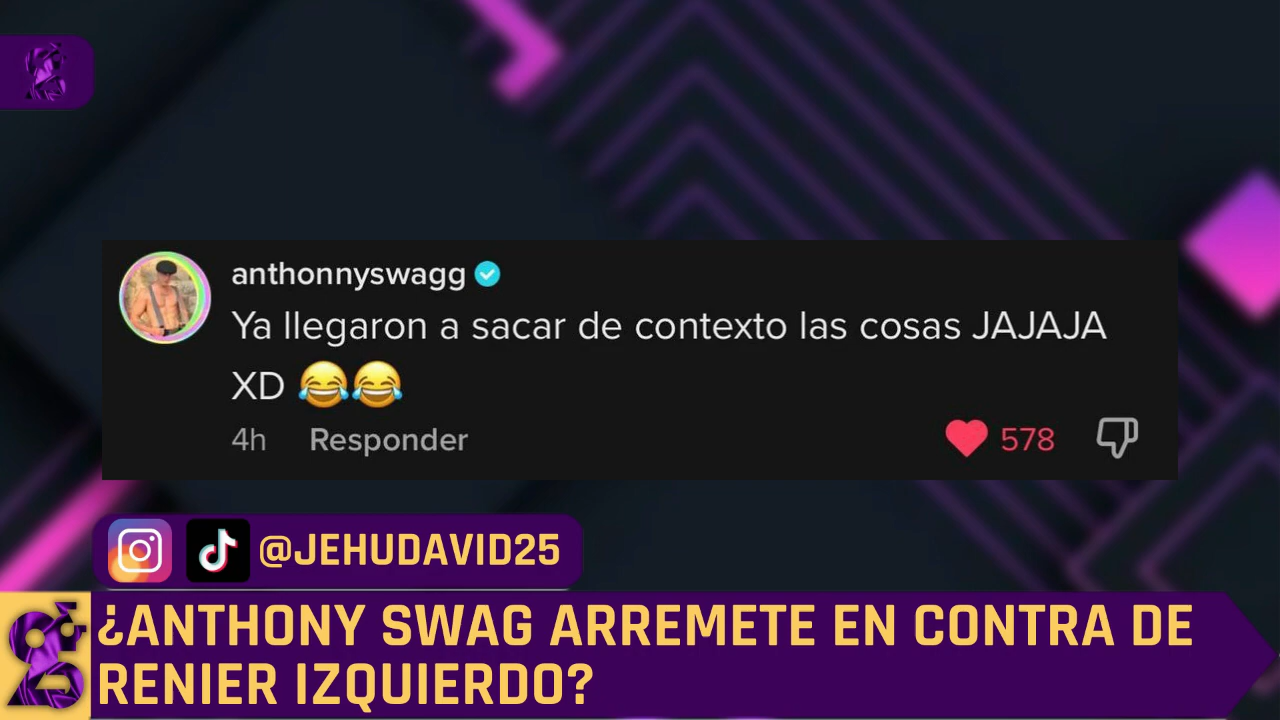 anthonnyswagg
Ya llegaron a sacar de contexto las cosas JAJAJA
XD 😂😂
4h Responder 578
@JEHUDAVID25
¿ANTHONY SWAG ARREMETE EN CONTRA DE
RENIER IZQUIERDO?